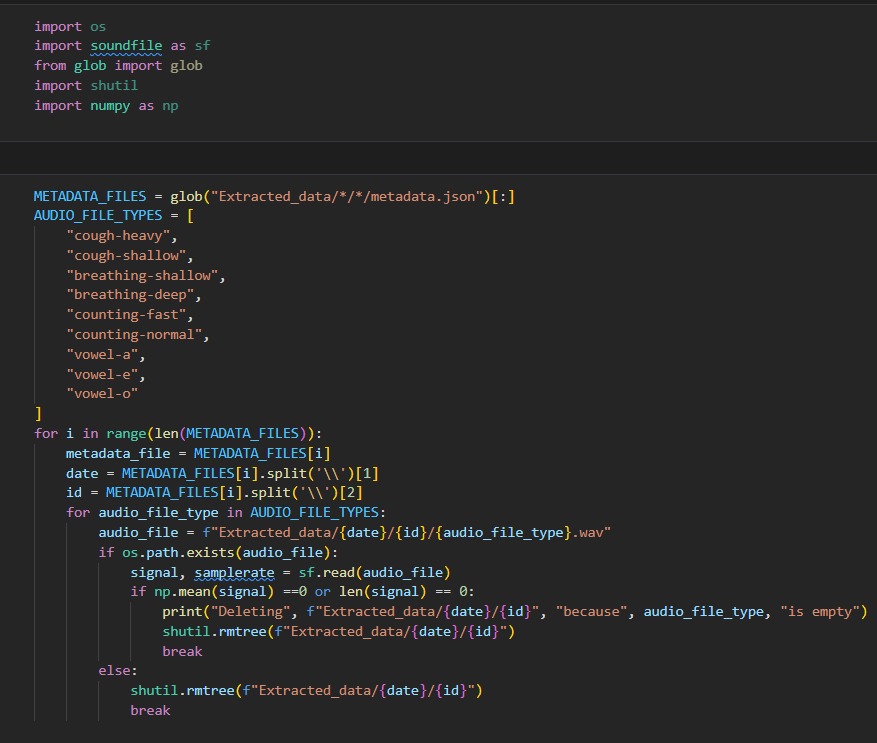 import os
import soundfile as sf
from glob import glob
import shutil
import numpy as np
METADATA_FILES = glob("Extracted_data/*/*/metadata.json")[:]
AUDIO_FILE_TYPES = [
    "cough-heavy",
    "cough-shallow",
    "breathing-shallow",
    "breathing-deep",
    "counting-fast",
    "counting-normal",
    "vowel-a",
    "vowel-e",
    "vowel-o"
]
for i in range(len(METADATA_FILES)):
    metadata_file = METADATA_FILES[i]
    date = METADATA_FILES[i].split('\\')[1]
    id = METADATA_FILES[i].split('\\')[2]
    for audio_file_type in AUDIO_FILE_TYPES:
        audio_file = f"Extracted_data/{date}/{id}/{audio_file_type}.wav"
        if os.path.exists(audio_file):
            signal, samplerate = sf.read(audio_file)
            if np.mean(signal) ==0 or len(signal) == 0:
                print("Deleting", f"Extracted_data/{date}/{id}", "because", audio_file_type, "is empty")
                shutil.rmtree(f"Extracted_data/{date}/{id}")
                break
        else:
            shutil.rmtree(f"Extracted_data/{date}/{id}")
            break